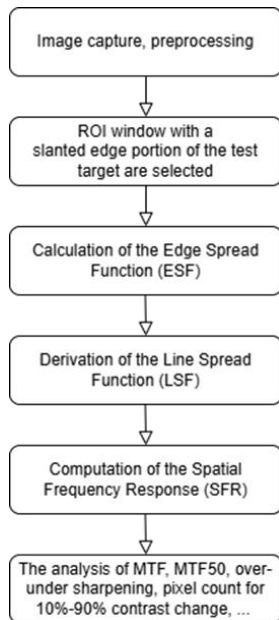 Image capture, preprocessing
ROI window with a
slanted edge portion of the test
target are selected
Calculation of the Edge Spread
Function (ESF)
Derivation of the Line Spread
Function (LSF)
Computation of the Spatial
Frequency Response (SFR)
The analysis of MTF, MTF50, over-
under sharpening, pixel count for
10%-90% contrast change, ...